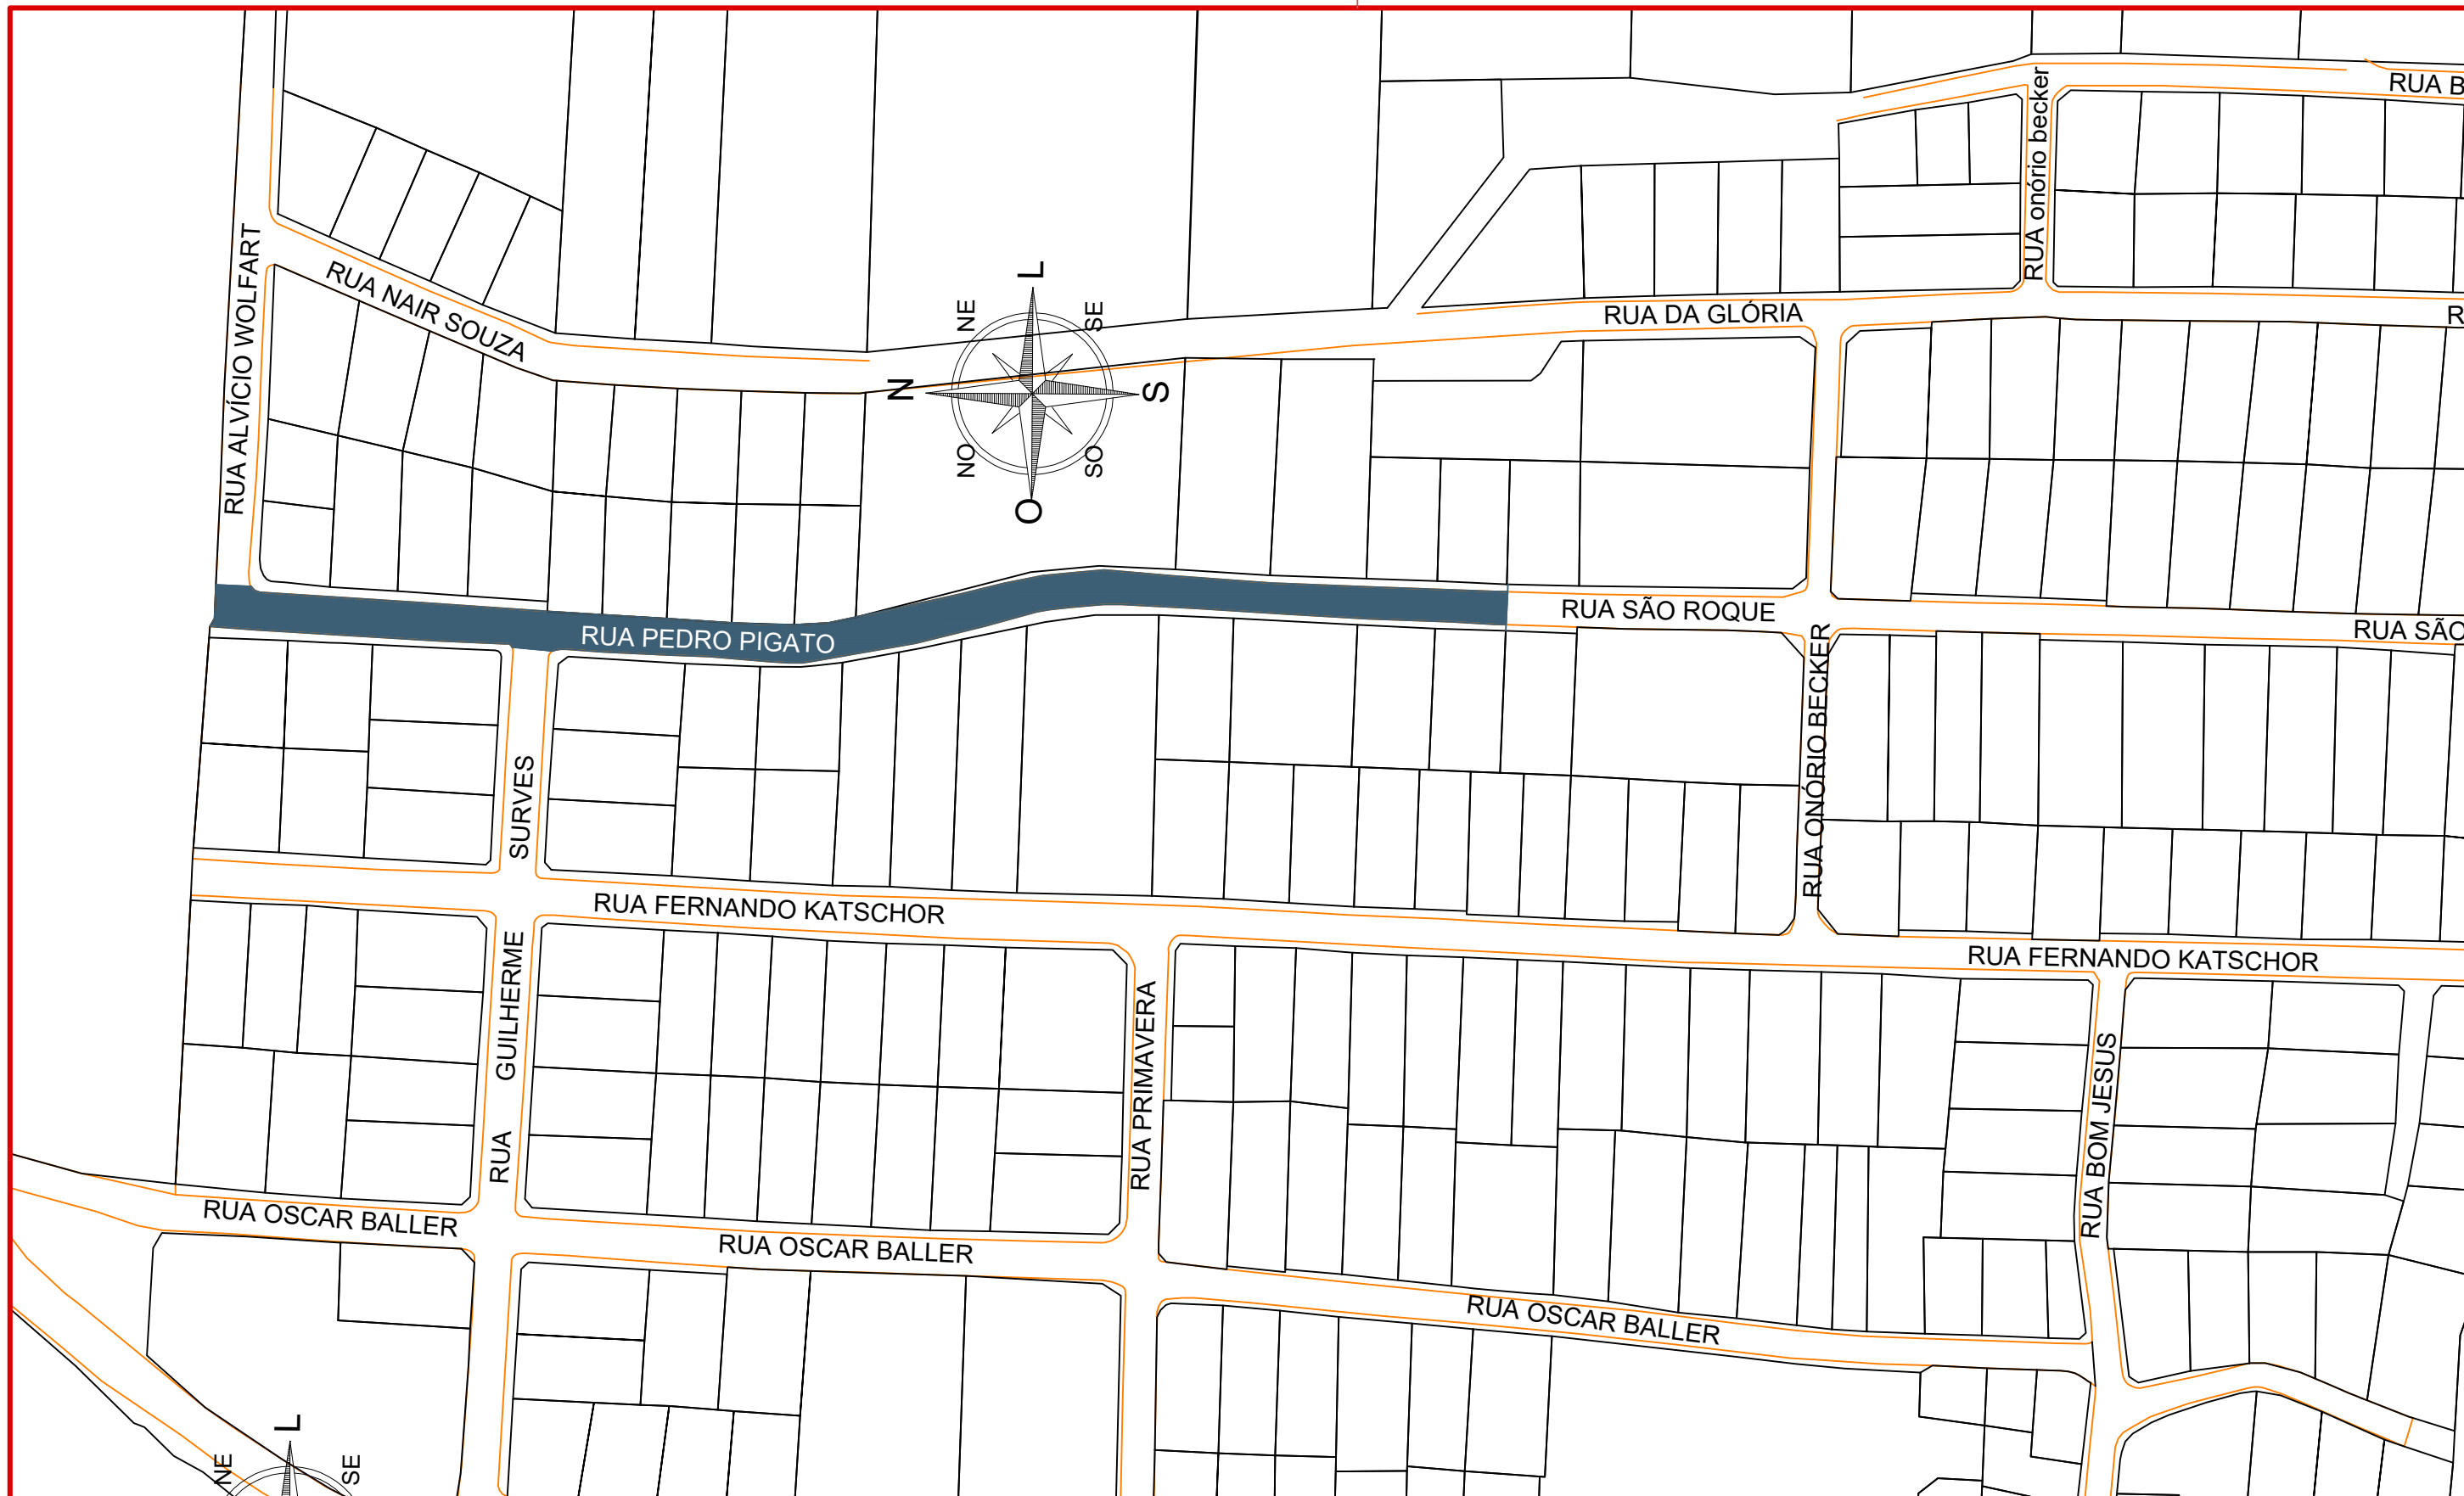 RUA B
RUA onório becker
RUA ALVÍCIO WOLFART
RUA NAIR SOUZA
L
NE
SE
N
S
NO
SO
O
RUA DA GLÓRIA
R
RUA SÃO ROQUE
RUA SÃO
RUA PEDRO PIGATO
RUA ONÓRIO BECKER
SURVES
RUA FERNANDO KATSCHOR
GUILHERME
RUA FERNANDO KATSCHOR
RUA PRIMAVERA
RUA BOM JESUS
RUA
RUA OSCAR BALLER
RUA OSCAR BALLER
RUA OSCAR BALLER
L
NE
SE